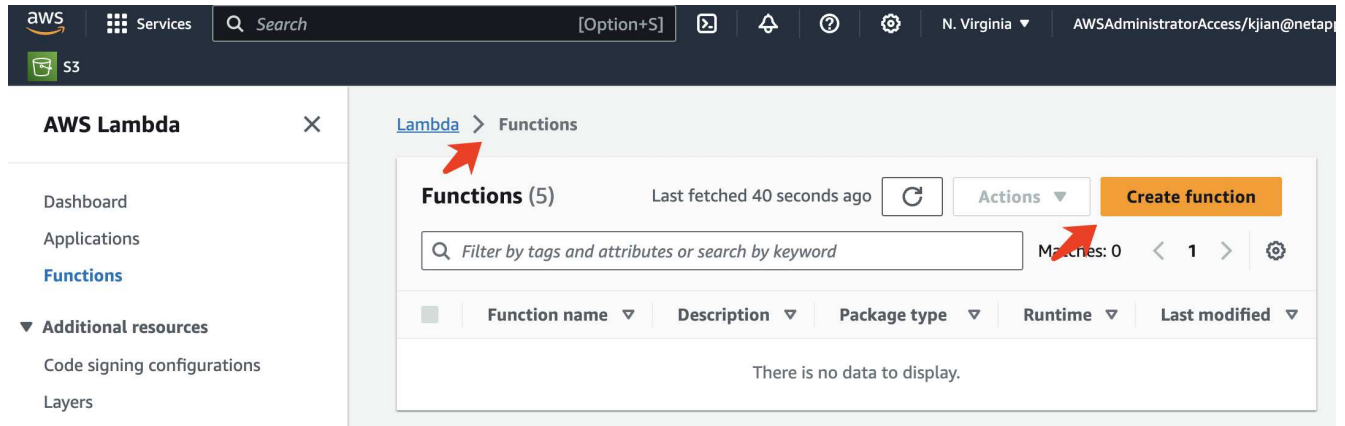 aws Services Search [Option+S] N. Virginia ▼ AWSAdministratorAccess/kjian@netapp
S3
AWS Lambda
Dashboard
Applications
Functions
▼ Additional resources
Code signing configurations
Layers
Lambda > Functions
Functions (5) Last fetched 40 seconds ago Actions ▼ Create function
Filter by tags and attributes or search by keyword Matches: 0 < 1 >
Function name Description Package type Runtime Last modified
There is no data to display.